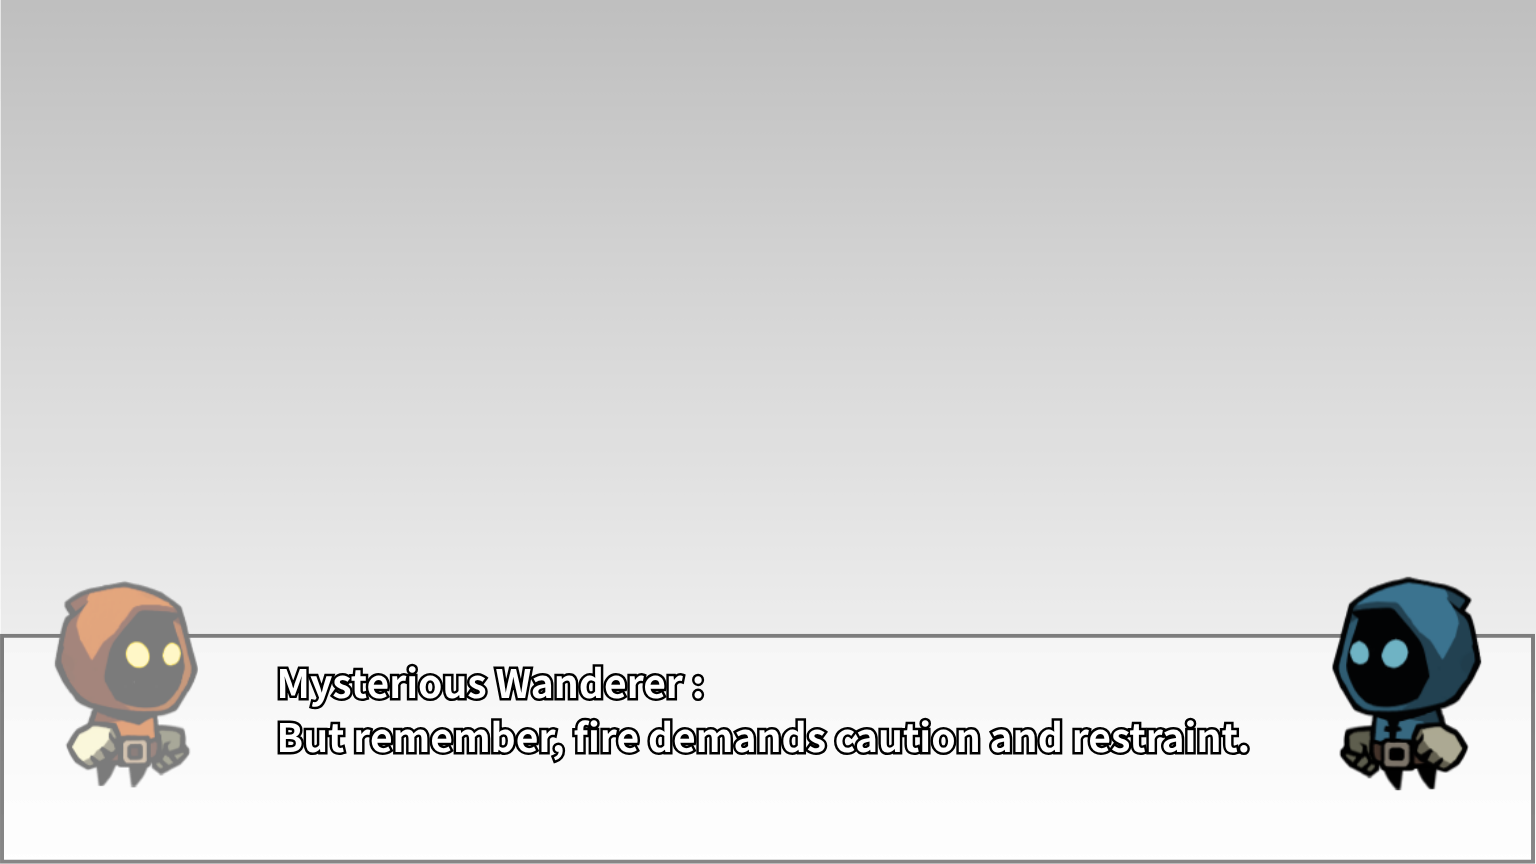 Mysterious Wanderer :
But remember, fire demands caution and restraint.